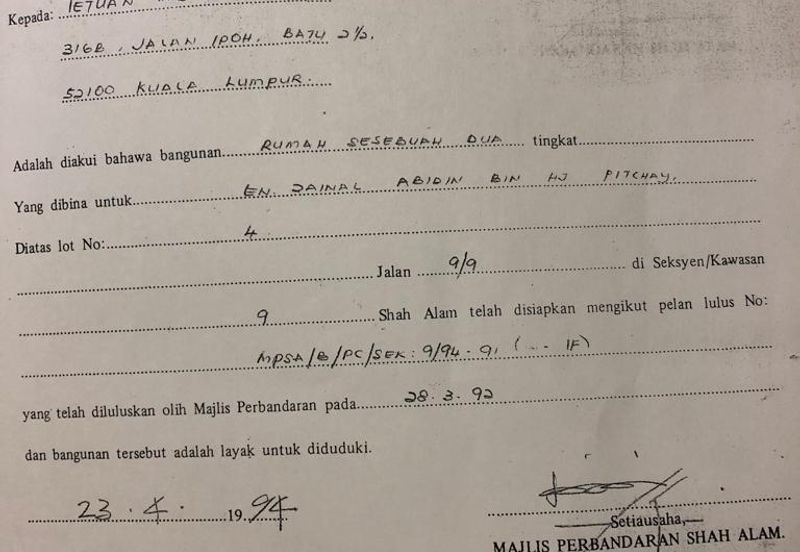 Kepada: TETUAN
316B, JALAN IPOH, BATU 2½,
52100 KUALA LUMPUR.
Adalah diakui bahawa bangunan RUMAH SESEBUAH DUA tingkat
Yang dibina untuk EN. ZAINAL ABIDIN BIN HJ PITCHAY.
Diatas lot No: 4
Jalan 9/9 di Seksyen/Kawasan
9 Shah Alam telah disiapkan mengikut pelan lulus No:
MPSA/B/PC/SEK: 9/94-91 ( IF)
yang telah diluluskan olih Majlis Perbandaran pada 28.3.92
dan bangunan tersebut adalah layak untuk diduduki.
23.4. 19 94
Setiausaha,
MAJLIS PERBANDARAN SHAH ALAM.